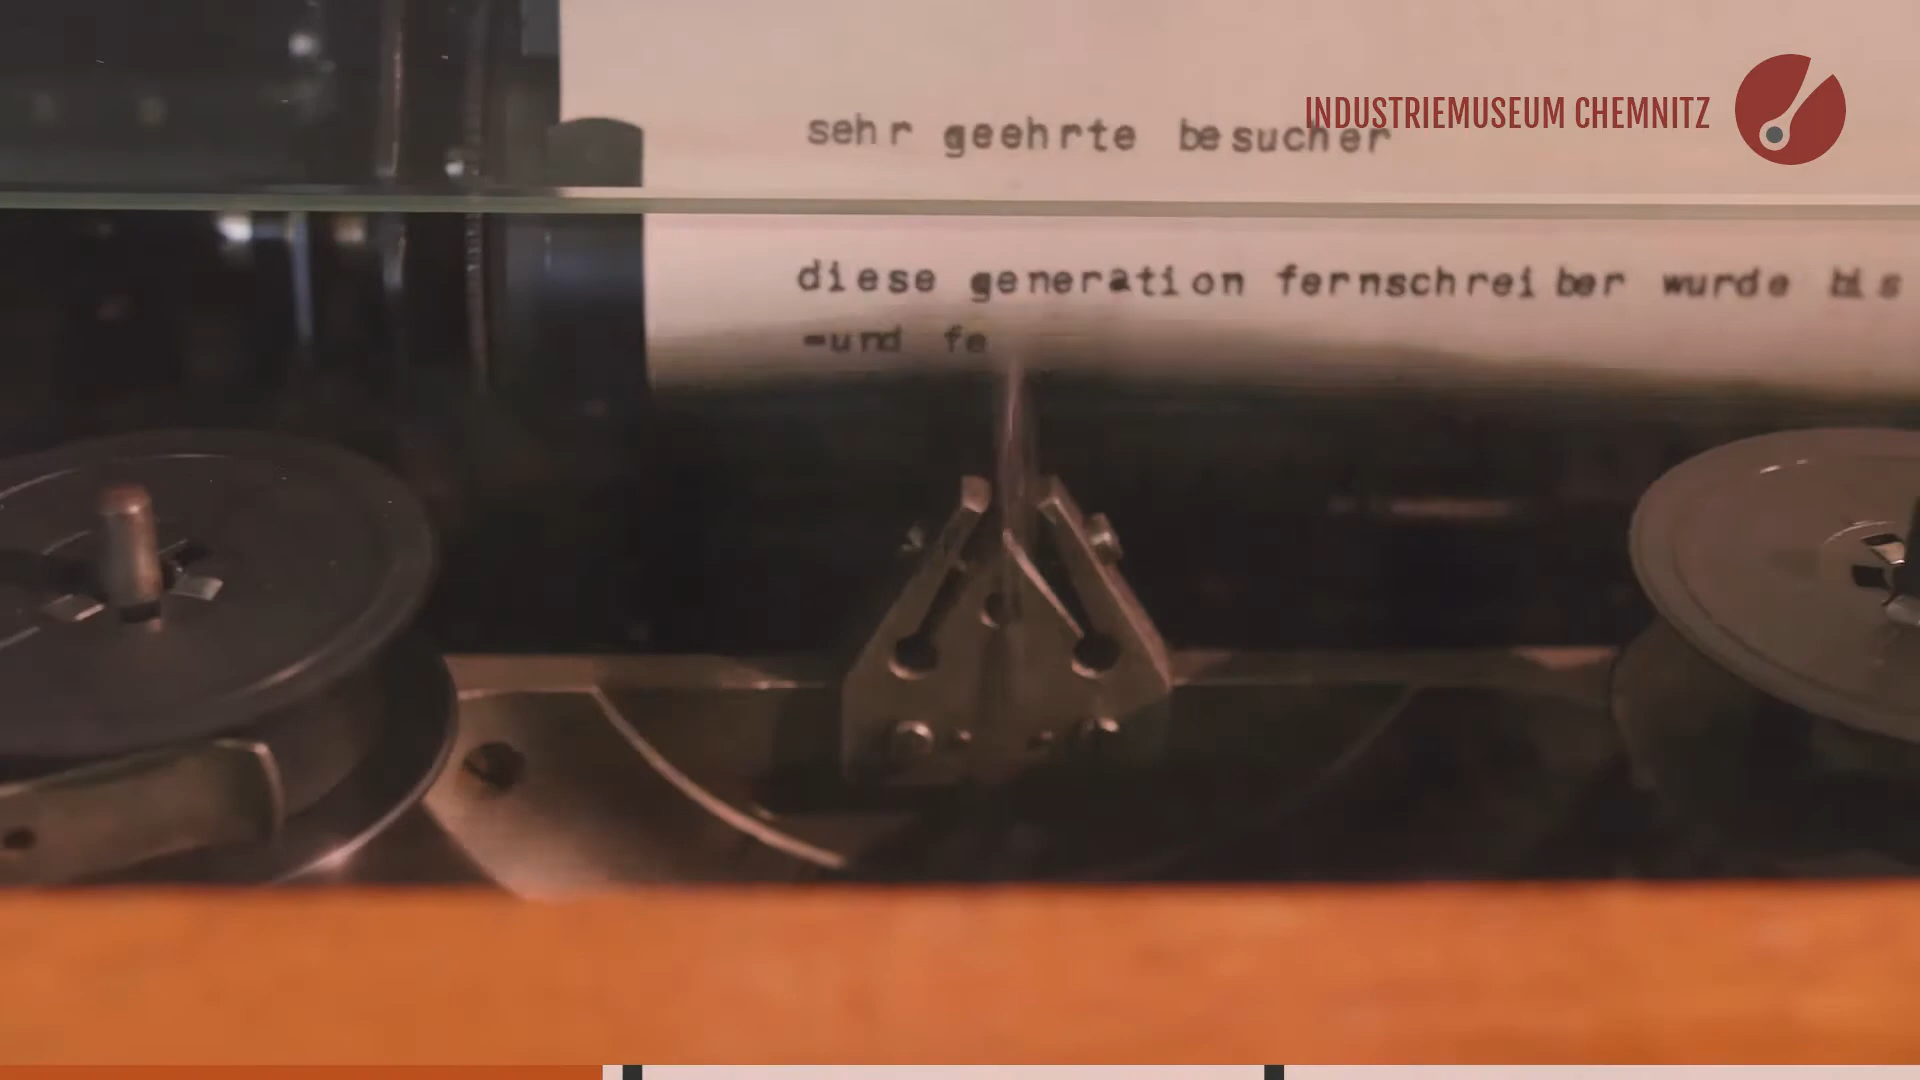 INDUSTRIEMUSEUM CHEMNITZ
sehr geehrte besucher
diese generation fernschreiber wurde bis
-und fe